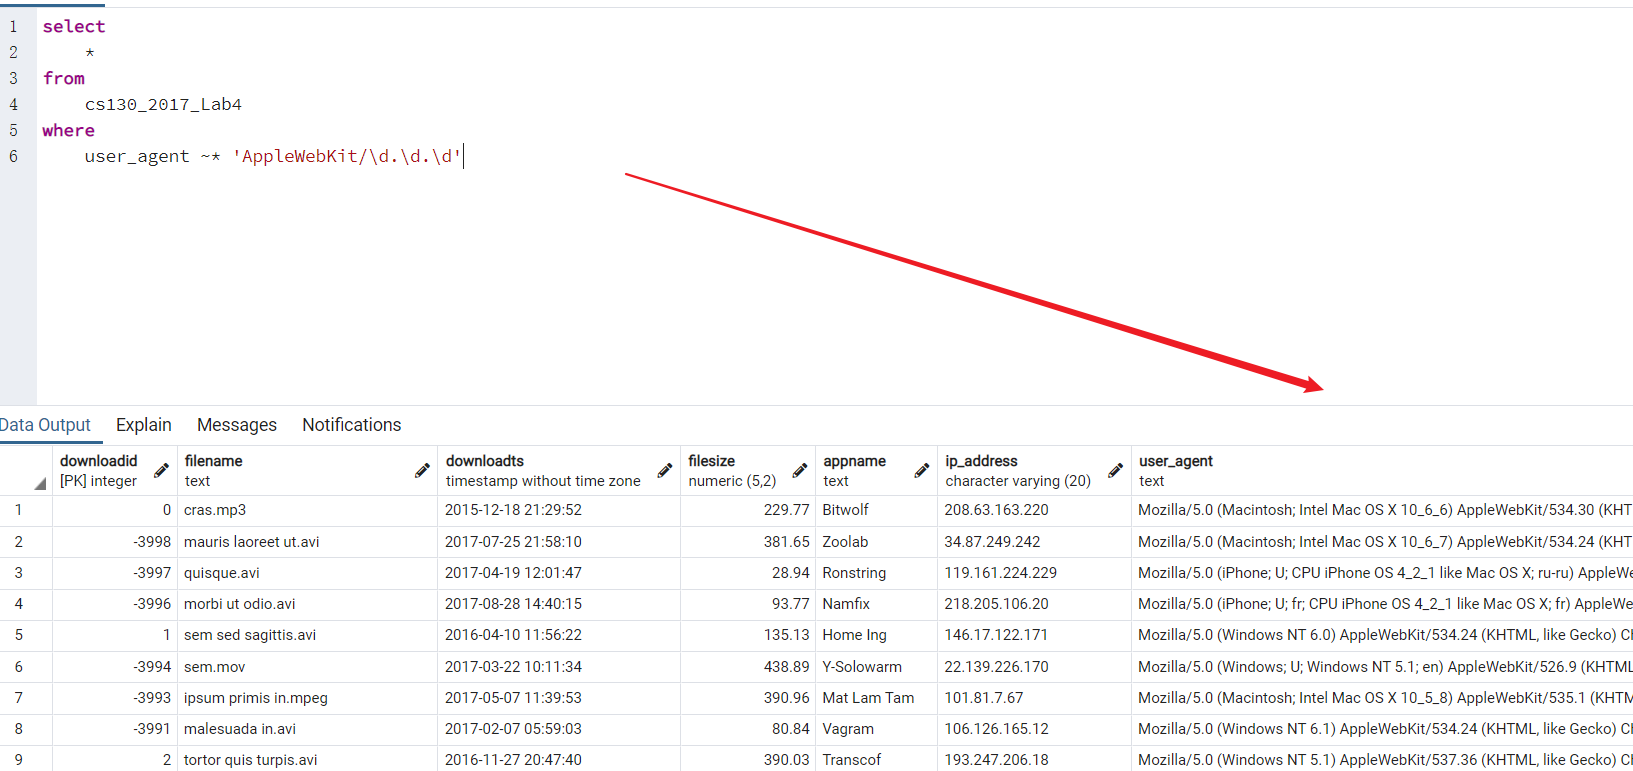 1 select
2 *
3 from
4 cs130_2017_Lab4
5 where
6 user_agent ~* 'AppleWebKit/\d.\d.\d'
Data Output Explain Messages Notifications
downloadid filename downloadts filesize appname ip_address user_agent
[PK] integer text timestamp without time zone numeric (5,2) text character varying (20) text
1 0 cras.mp3 2015-12-18 21:29:52 229.77 Bitwolf 208.63.163.220 Mozilla/5.0 (Macintosh; Intel Mac OS X 10_6_6) AppleWebKit/534.30 (KHT
2 -3998 mauris laoreet ut.avi 2017-07-25 21:58:10 381.65 Zoolab 34.87.249.242 Mozilla/5.0 (Macintosh; Intel Mac OS X 10_6_7) AppleWebKit/534.24 (KHT
3 -3997 quisque.avi 2017-04-19 12:01:47 28.94 Ronstring 119.161.224.229 Mozilla/5.0 (iPhone; U; CPU iPhone OS 4_2_1 like Mac OS X; ru-ru) AppleWe
4 -3996 morbi ut odio.avi 2017-08-28 14:40:15 93.77 Namfix 218.205.106.20 Mozilla/5.0 (iPhone; U; fr; CPU iPhone OS 4_2_1 like Mac OS X; fr) AppleWe
5 1 sem sed sagittis.avi 2016-04-10 11:56:22 135.13 Home Ing 146.17.122.171 Mozilla/5.0 (Windows NT 6.0) AppleWebKit/534.24 (KHTML, like Gecko) Cl
6 -3994 sem.mov 2017-03-22 10:11:34 438.89 Y-Solowarm 22.139.226.170 Mozilla/5.0 (Windows; U; Windows NT 5.1; en) AppleWebKit/526.9 (KHTML
7 -3993 ipsum primis in.mpeg 2017-05-07 11:39:53 390.96 Mat Lam Tam 101.81.7.67 Mozilla/5.0 (Macintosh; Intel Mac OS X 10_5_8) AppleWebKit/535.1 (KHTM
8 -3991 malesuada in.avi 2017-02-07 05:59:03 80.84 Vagram 106.126.165.12 Mozilla/5.0 (Windows NT 6.1) AppleWebKit/534.24 (KHTML, like Gecko) Cl
9 2 tortor quis turpis.avi 2016-11-27 20:47:40 390.03 Transcof 193.247.206.18 Mozilla/5.0 (Windows NT 5.1) AppleWebKit/537.36 (KHTML, like Gecko) Cl